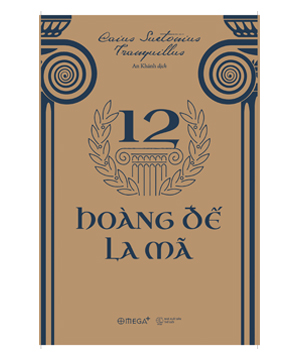 Caius Suetonius
Tranquillus
An Khánh dịch
12
HOÀNG ĐẾ
LA MÃ
OMEGA+